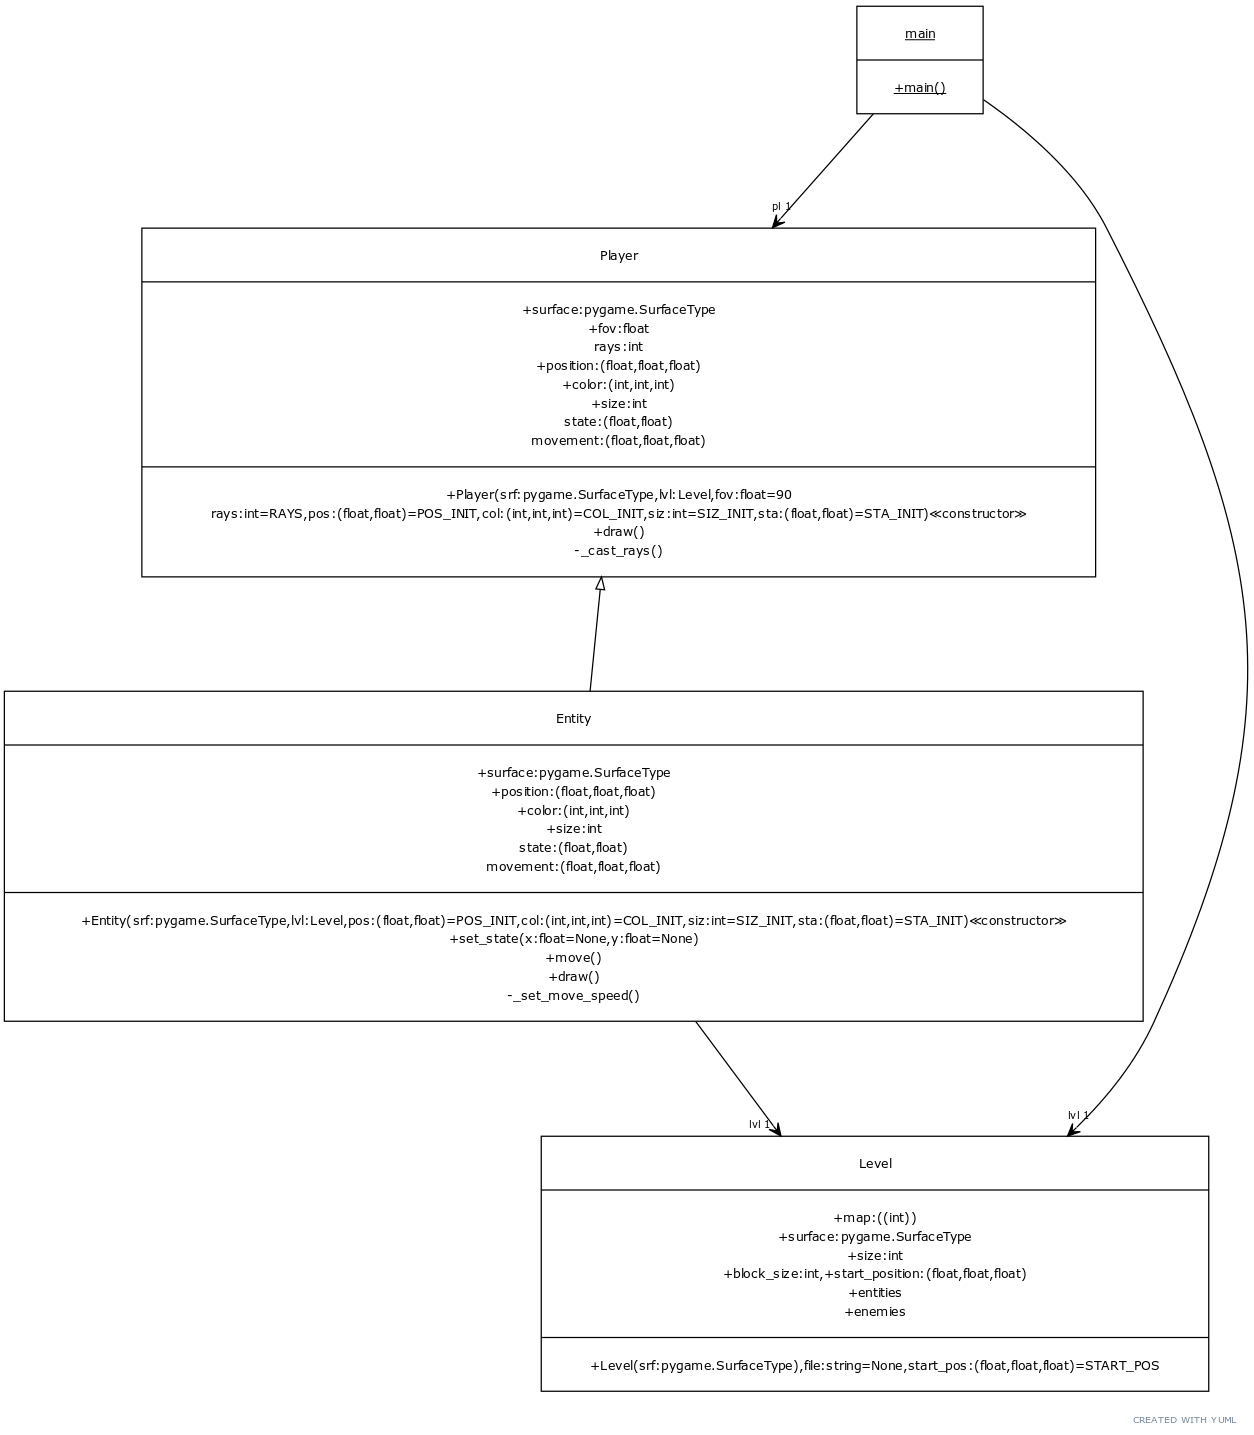 main
+main()
pl 1
Player
+surface:pygame.SurfaceType
+fov:float
rays:int
+position:(float,float,float)
+color:(int,int,int)
+size:int
state:(float,float)
movement:(float,float,float)
+Player(srf:pygame.SurfaceType,lvl:Level,fov:float=90
rays:int=RAYS,pos:(float,float)=POS_INIT,col:(int,int,int)=COL_INIT,siz:int=SIZ_INIT,sta:(float,float)=STA_INIT)≪constructor≫
+draw()
-_cast_rays()
Entity
+surface:pygame.SurfaceType
+position:(float,float,float)
+color:(int,int,int)
+size:int
state:(float,float)
movement:(float,float,float)
+Entity(srf:pygame.SurfaceType,lvl:Level,pos:(float,float)=POS_INIT,col:(int,int,int)=COL_INIT,siz:int=SIZ_INIT,sta:(float,float)=STA_INIT)≪constructor≫
+set_state(x:float=None,y:float=None)
+move()
+draw()
-_set_move_speed()
lvl 1
lvl 1
Level
+map:((int))
+surface:pygame.SurfaceType
+size:int
+block_size:int,+start_position:(float,float,float)
+entities
+enemies
+Level(srf:pygame.SurfaceType),file:string=None,start_pos:(float,float,float)=START_POS
CREATED WITH YUML